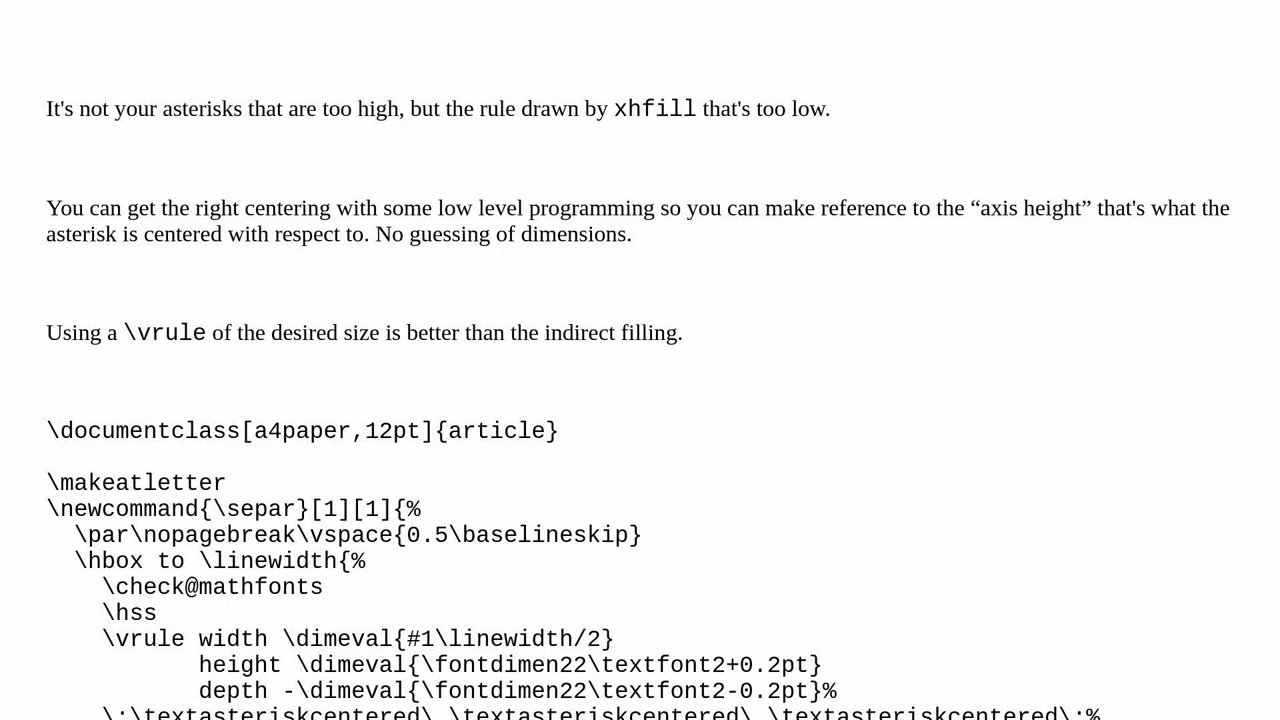 It's not your asterisks that are too high, but the rule drawn by xhfill that's too low.
You can get the right centering with some low level programming so you can make reference to the “axis height” that's what the
asterisk is centered with respect to. No guessing of dimensions.
Using a \vrule of the desired size is better than the indirect filling.
\documentclass[a4paper,12pt]{article}
\makeatletter
\newcommand{\separ}[1][1]{%
  \par\nopagebreak\vspace{0.5\baselineskip}
  \hbox to \linewidth{%
    \check@mathfonts
    \hss
    \vrule width \dimeval{#1\linewidth/2}
           height \dimeval{\fontdimen22\textfont2+0.2pt}
           depth -\dimeval{\fontdimen22\textfont2-0.2pt}%
    \;\textasteriskcentered\ \textasteriskcentered\ \textasteriskcentered\;%